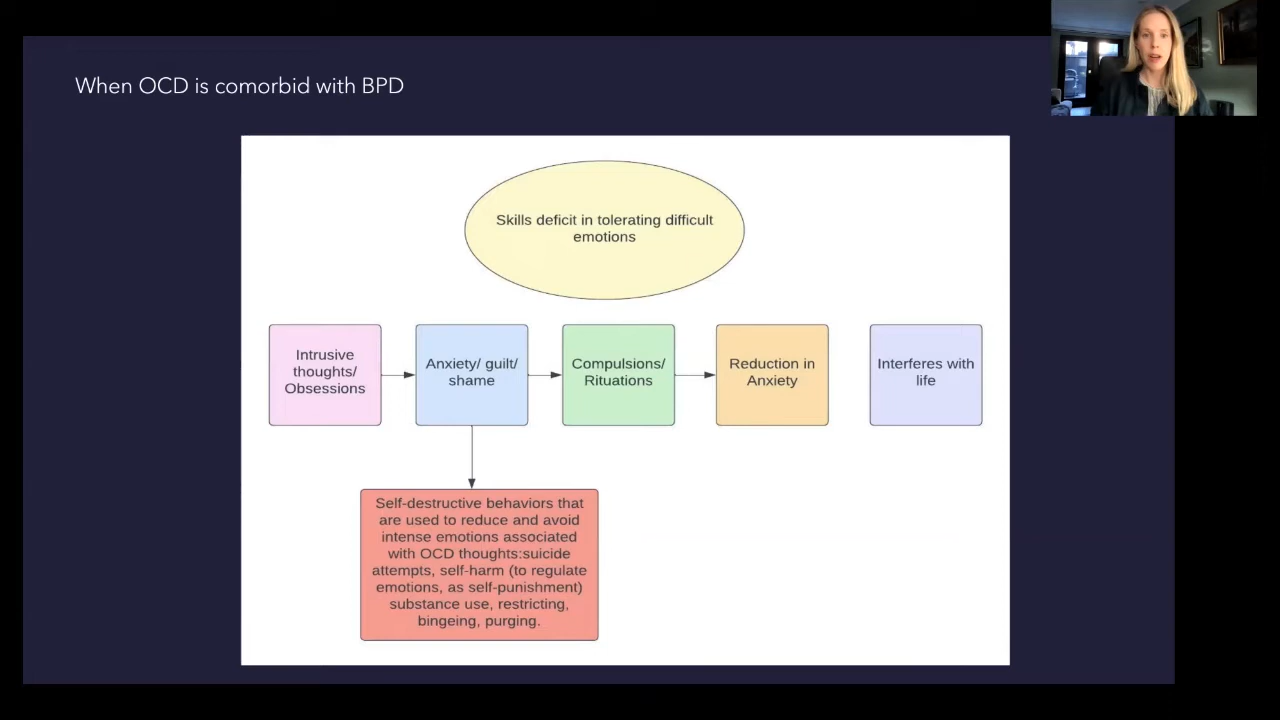 When OCD is comorbid with BPD
Skills deficit in tolerating difficult
emotions
Intrusive
thoughts/
Obsessions
Anxiety/ guilt/
shame
Compulsions/
Rituations
Reduction in
Anxiety
Interferes with
life
Self-destructive behaviors that
are used to reduce and avoid
intense emotions associated
with OCD thoughts:suicide
attempts, self-harm (to regulate
emotions, as self-punishment)
substance use, restricting,
bingeing, purging.